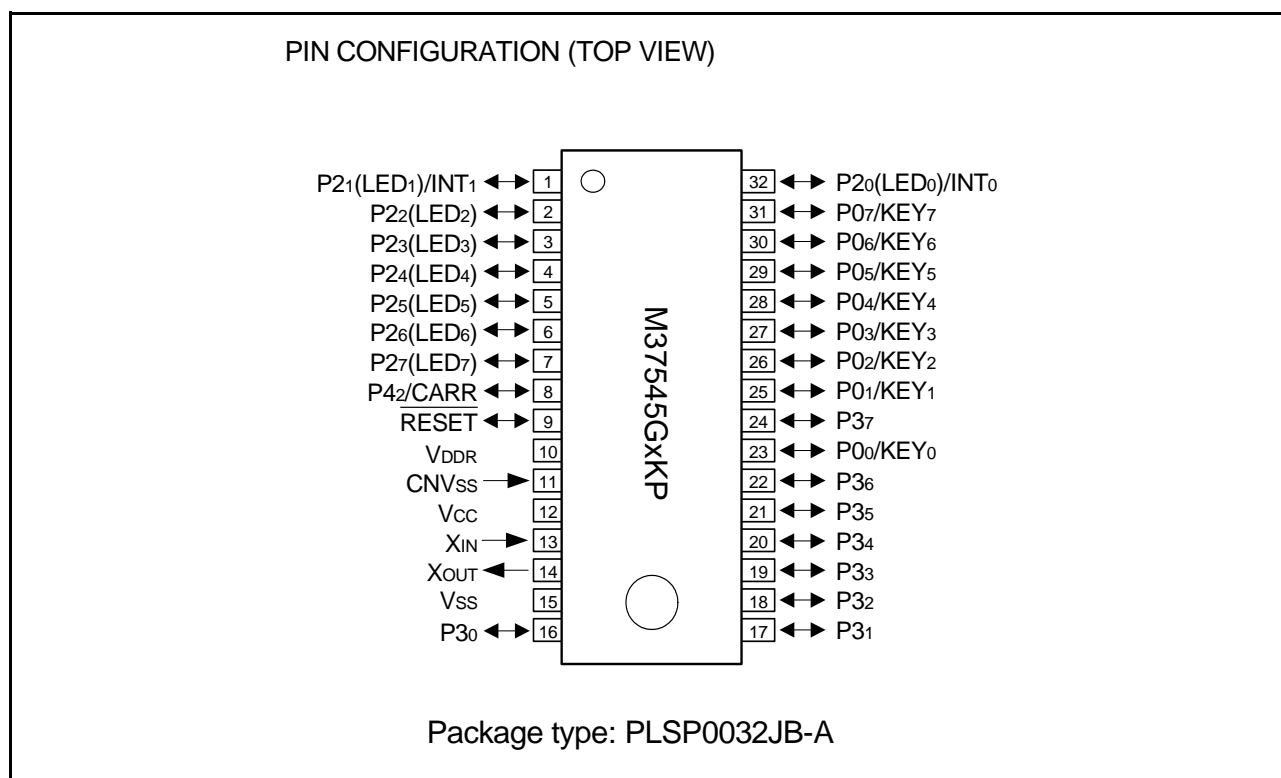 PIN CONFIGURATION (TOP VIEW)
P21(LED1)/INT1 1
P22(LED2) 2
P23(LED3) 3
P24(LED4) 4
P25(LED5) 5
P26(LED6) 6
P27(LED7) 7
P42/CARR 8
RESET 9
VDDR 10
CNVSS 11
VCC 12
XIN 13
XOUT 14
VSS 15
P30 16
M37545GxKP
32 P20(LED0)/INT0
31 P07/KEY7
30 P06/KEY6
29 P05/KEY5
28 P04/KEY4
27 P03/KEY3
26 P02/KEY2
25 P01/KEY1
24 P37
23 P00/KEY0
22 P36
21 P35
20 P34
19 P33
18 P32
17 P31
Package type: PLSP0032JB-A